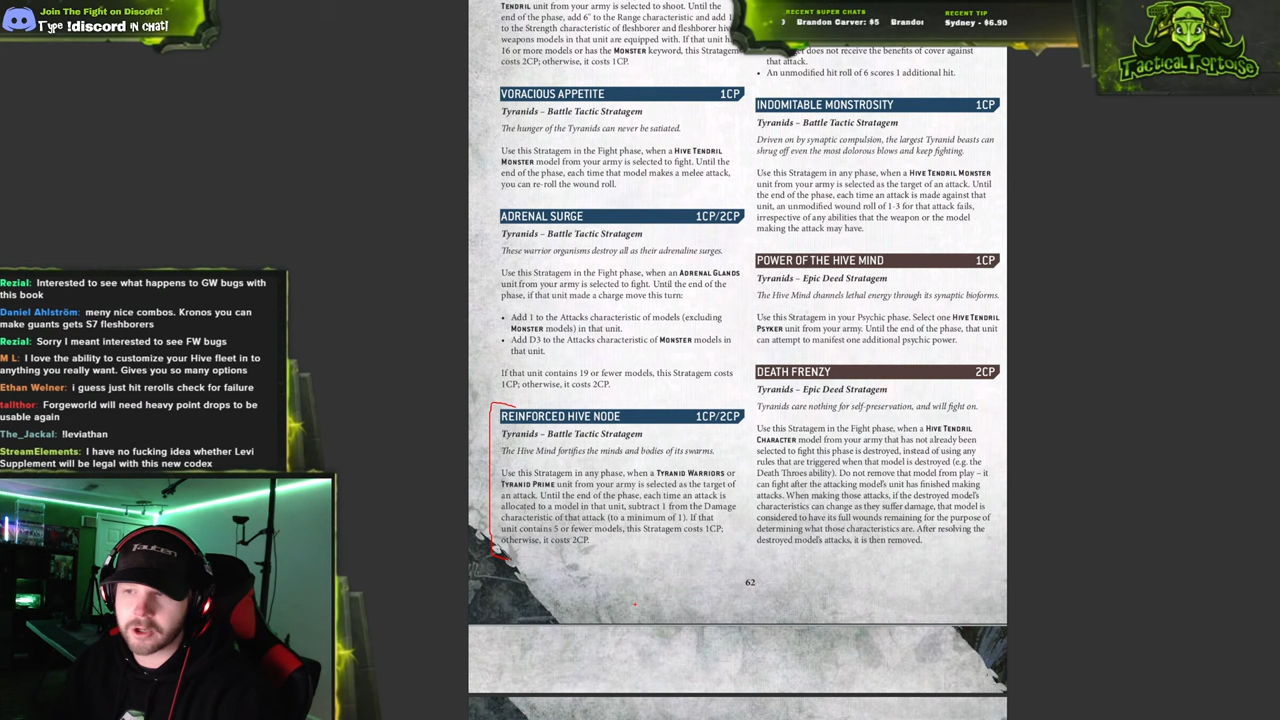 Join The Fight on Discord!
Type !discord in chat!
RECENT SUPER CHATS
Brandon Carver: $5 Brandon
RECENT TIP
Sydney - $6.90
TACTICALTORTOISE
TENDRIL unit from your army is selected to shoot. Until the
end of the phase, add 6" to the Range characteristic and add 1
to the Strength characteristic of fleshborer and fleshborer hive
weapons models in that unit are equipped with. If that unit has
16 or more models or has the MONSTER keyword, this Stratagem
costs 2CP; otherwise, it costs 1CP.
VORACIOUS APPETITE 1CP
Tyranids – Battle Tactic Stratagem
The hunger of the Tyranids can never be satiated.
Use this Stratagem in the Fight phase, when a HIVE TENDRIL
MONSTER model from your army is selected to fight. Until the
end of the phase, each time that model makes a melee attack,
you can re-roll the wound roll.
ADRENAL SURGE 1CP/2CP
Tyranids – Battle Tactic Stratagem
These warrior organisms destroy all as their adrenaline surges.
Use this Stratagem in the Fight phase, when an ADRENAL GLANDS
unit from your army is selected to fight. Until the end of the
phase, if that unit made a charge move this turn:
• Add 1 to the Attacks characteristic of models (excluding
MONSTER models) in that unit.
• Add D3 to the Attacks characteristic of MONSTER models in
that unit.
If that unit contains 19 or fewer models, this Stratagem costs
1CP; otherwise, it costs 2CP.
REINFORCED HIVE NODE 1CP/2CP
Tyranids – Battle Tactic Stratagem
The Hive Mind fortifies the minds and bodies of its swarms.
Use this Stratagem in any phase, when a TYRANID WARRIORS or
TYRANID PRIME unit from your army is selected as the target of
an attack. Until the end of the phase, each time an attack is
allocated to a model in that unit, subtract 1 from the Damage
characteristic of that attack (to a minimum of 1). If that
unit contains 5 or fewer models, this Stratagem costs 1CP;
otherwise, it costs 2CP.
does not receive the benefits of cover against
that attack.
• An unmodified hit roll of 6 scores 1 additional hit.
INDOMITABLE MONSTROSITY 1CP
Tyranids – Battle Tactic Stratagem
Driven on by synaptic compulsion, the largest Tyranid beasts can
shrug off even the most dolorous blows and keep fighting.
Use this Stratagem in any phase, when a HIVE TENDRIL MONSTER
unit from your army is selected as the target of an attack. Until
the end of the phase, each time an attack is made against that
unit, an unmodified wound roll of 1-3 for that attack fails,
irrespective of any abilities that the weapon or the model
making the attack may have.
POWER OF THE HIVE MIND 1CP
Tyranids – Epic Deed Stratagem
The Hive Mind channels lethal energy through its synaptic bioforms.
Use this Stratagem in your Psychic phase. Select one HIVE TENDRIL
PSYKER unit from your army. Until the end of the phase, that unit
can attempt to manifest one additional psychic power.
DEATH FRENZY 2CP
Tyranids – Epic Deed Stratagem
Tyranids care nothing for self-preservation, and will fight on.
Use this Stratagem in the Fight phase, when a HIVE TENDRIL
CHARACTER model from your army that has not already been
selected to fight this phase is destroyed, instead of using any
rules that are triggered when that model is destroyed (e.g. the
Death Throes ability). Do not remove that model from play – it
can fight after the attacking model's unit has finished making
attacks. When making those attacks, if the destroyed model's
characteristics can change as they suffer damage, that model is
considered to have its full wounds remaining for the purpose of
determining what those characteristics are. After resolving the
destroyed model's attacks, it is then removed.
62
Rezial: Interested to see what happens to GW bugs with
this book
Daniel Ahlström: meny nice combos. Kronos you can
make guants gets S7 fleshborers
Rezial: Sorry I meant interested to see FW bugs
M L: I love the ability to customize your Hive fleet in to
anything you really want. Gives you so many options
Ethan Welner: i guess just hit rerolls check for failure
tallthor: Forgeworld will need heavy point drops to be
usable again
The_Jackal: !leviathan
StreamElements: I have no fucking idea whether Levi
Supplement will be legal with this new codex
Tauten